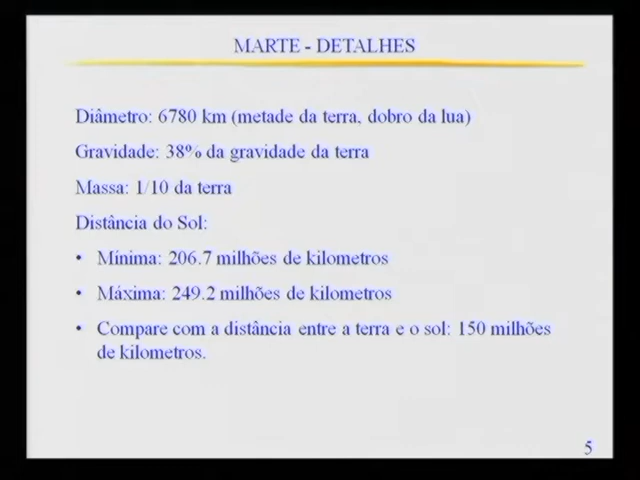 MARTE - DETALHES
Diâmetro: 6780 km (metade da terra, dobro da lua)
Gravidade: 38% da gravidade da terra
Massa: 1/10 da terra
Distância do Sol:
• Mínima: 206.7 milhões de kilometros
• Máxima: 249.2 milhões de kilometros
• Compare com a distância entre a terra e o sol: 150 milhões
de kilometros.
5